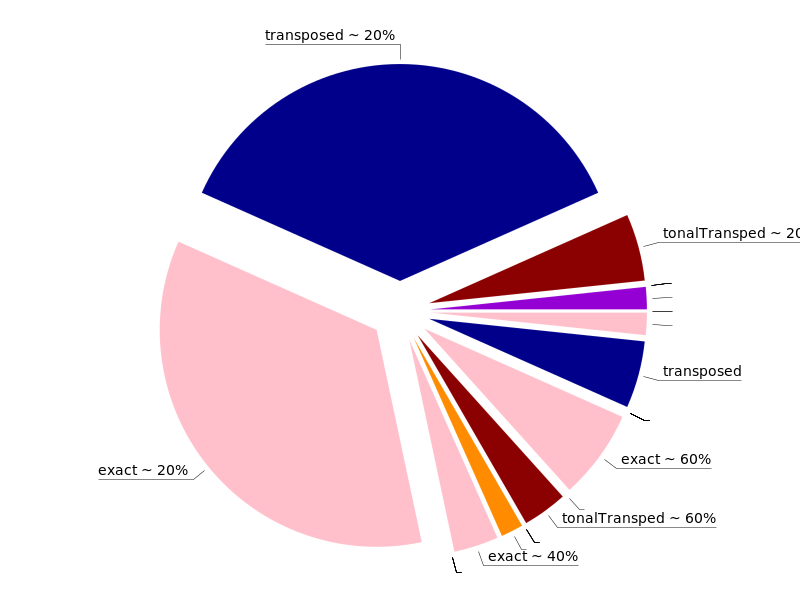 transposed ~ 20%
tonalTransped ~ 20
transposed
exact ~ 60%
exact ~ 20%
tonalTransped ~ 60%
exact ~ 40%